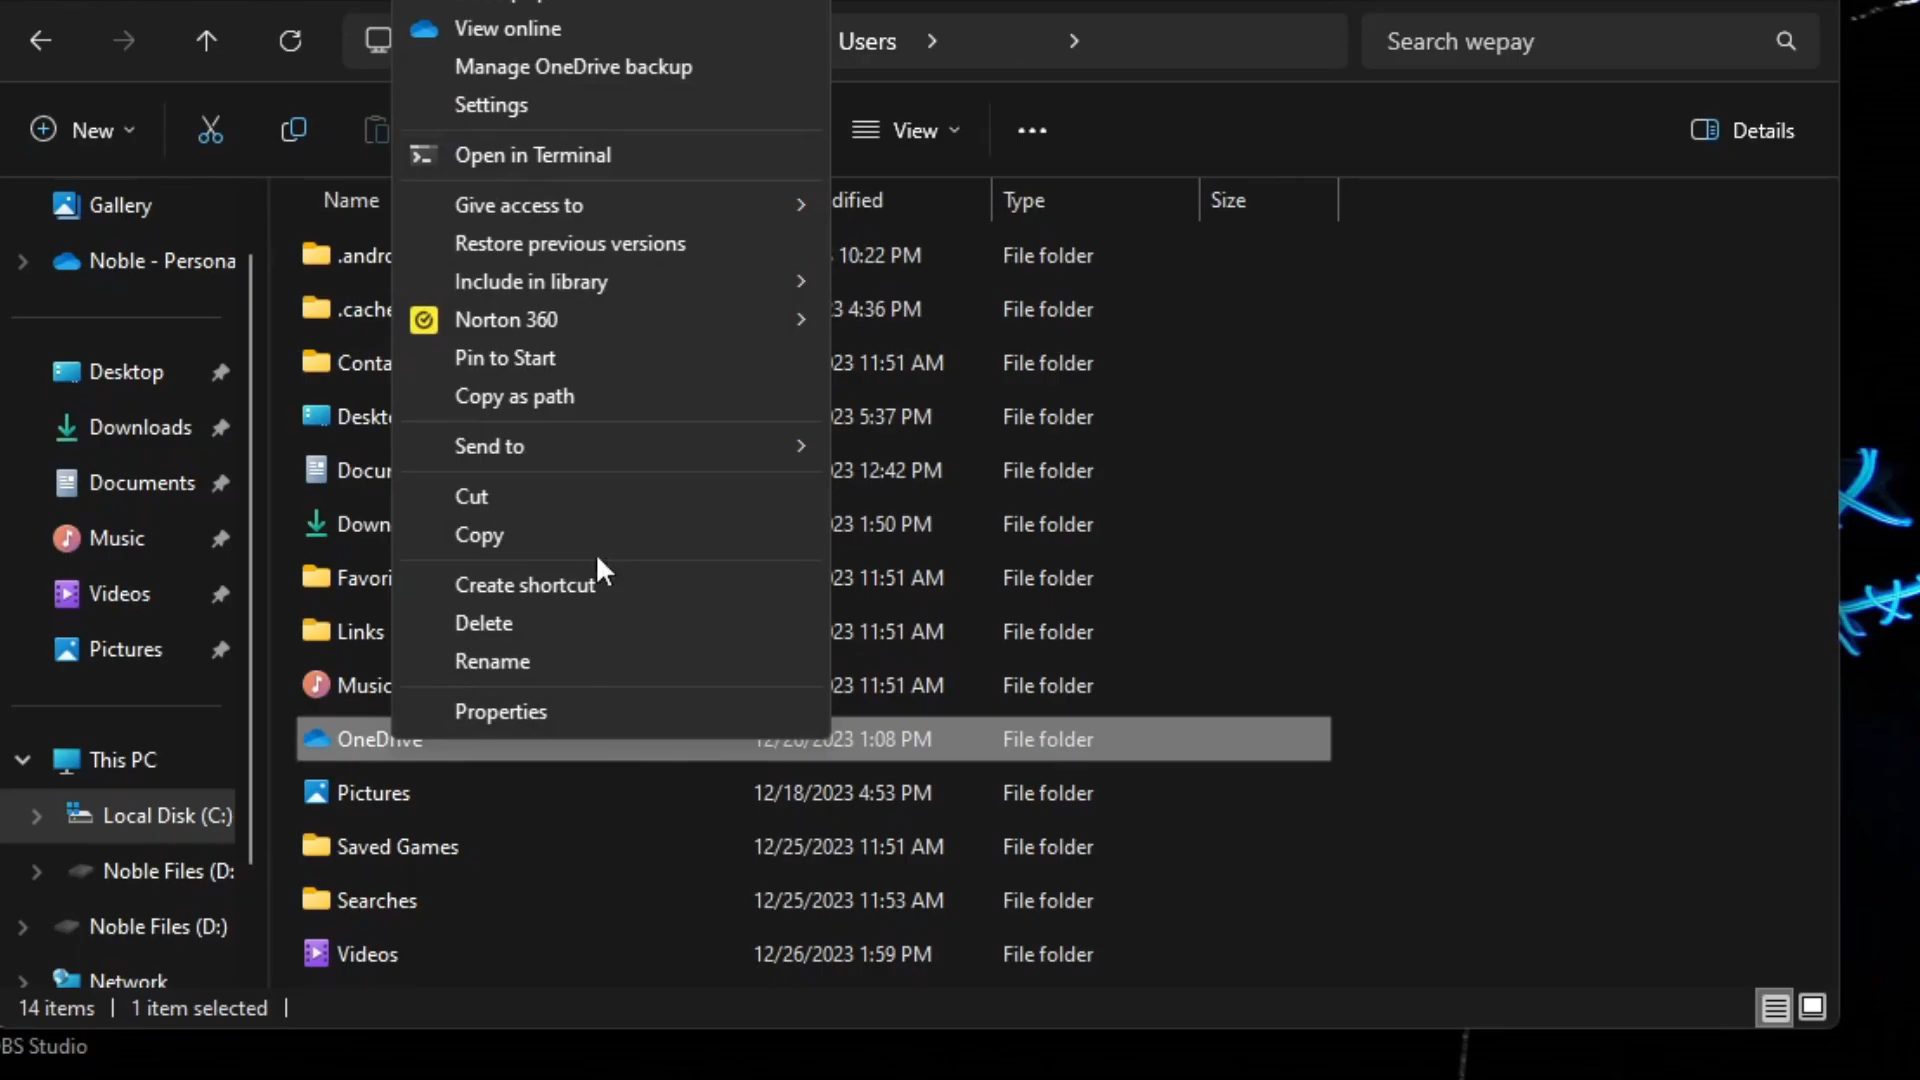 View online
Users
Search wepay
Manage OneDrive backup
Settings
New
View
Details
Open in Terminal
Gallery
Name
Give access to
dified
Type
Size
Restore previous versions
.andro
10:22 PM
File folder
Noble - Persona
Include in library
.cache
3 4:36 PM
File folder
Norton 360
Pin to Start
Conta
23 11:51 AM
File folder
Desktop
Copy as path
Deskto
23 5:37 PM
File folder
Downloads
Send to
Docur
23 12:42 PM
File folder
Documents
Cut
Down
23 1:50 PM
File folder
Music
Copy
Create shortcut
Favori
23 11:51 AM
File folder
Videos
Delete
Links
23 11:51 AM
File folder
Pictures
Rename
Music
23 11:51 AM
File folder
Properties
OneDrive
12/26/2023 1:08 PM
File folder
This PC
Pictures
12/18/2023 4:53 PM
File folder
Local Disk (C:)
Saved Games
12/25/2023 11:51 AM
File folder
Noble Files (D:
Searches
12/25/2023 11:53 AM
File folder
Noble Files (D:)
Videos
12/26/2023 1:59 PM
File folder
Network
14 items
1 item selected
BS Studio